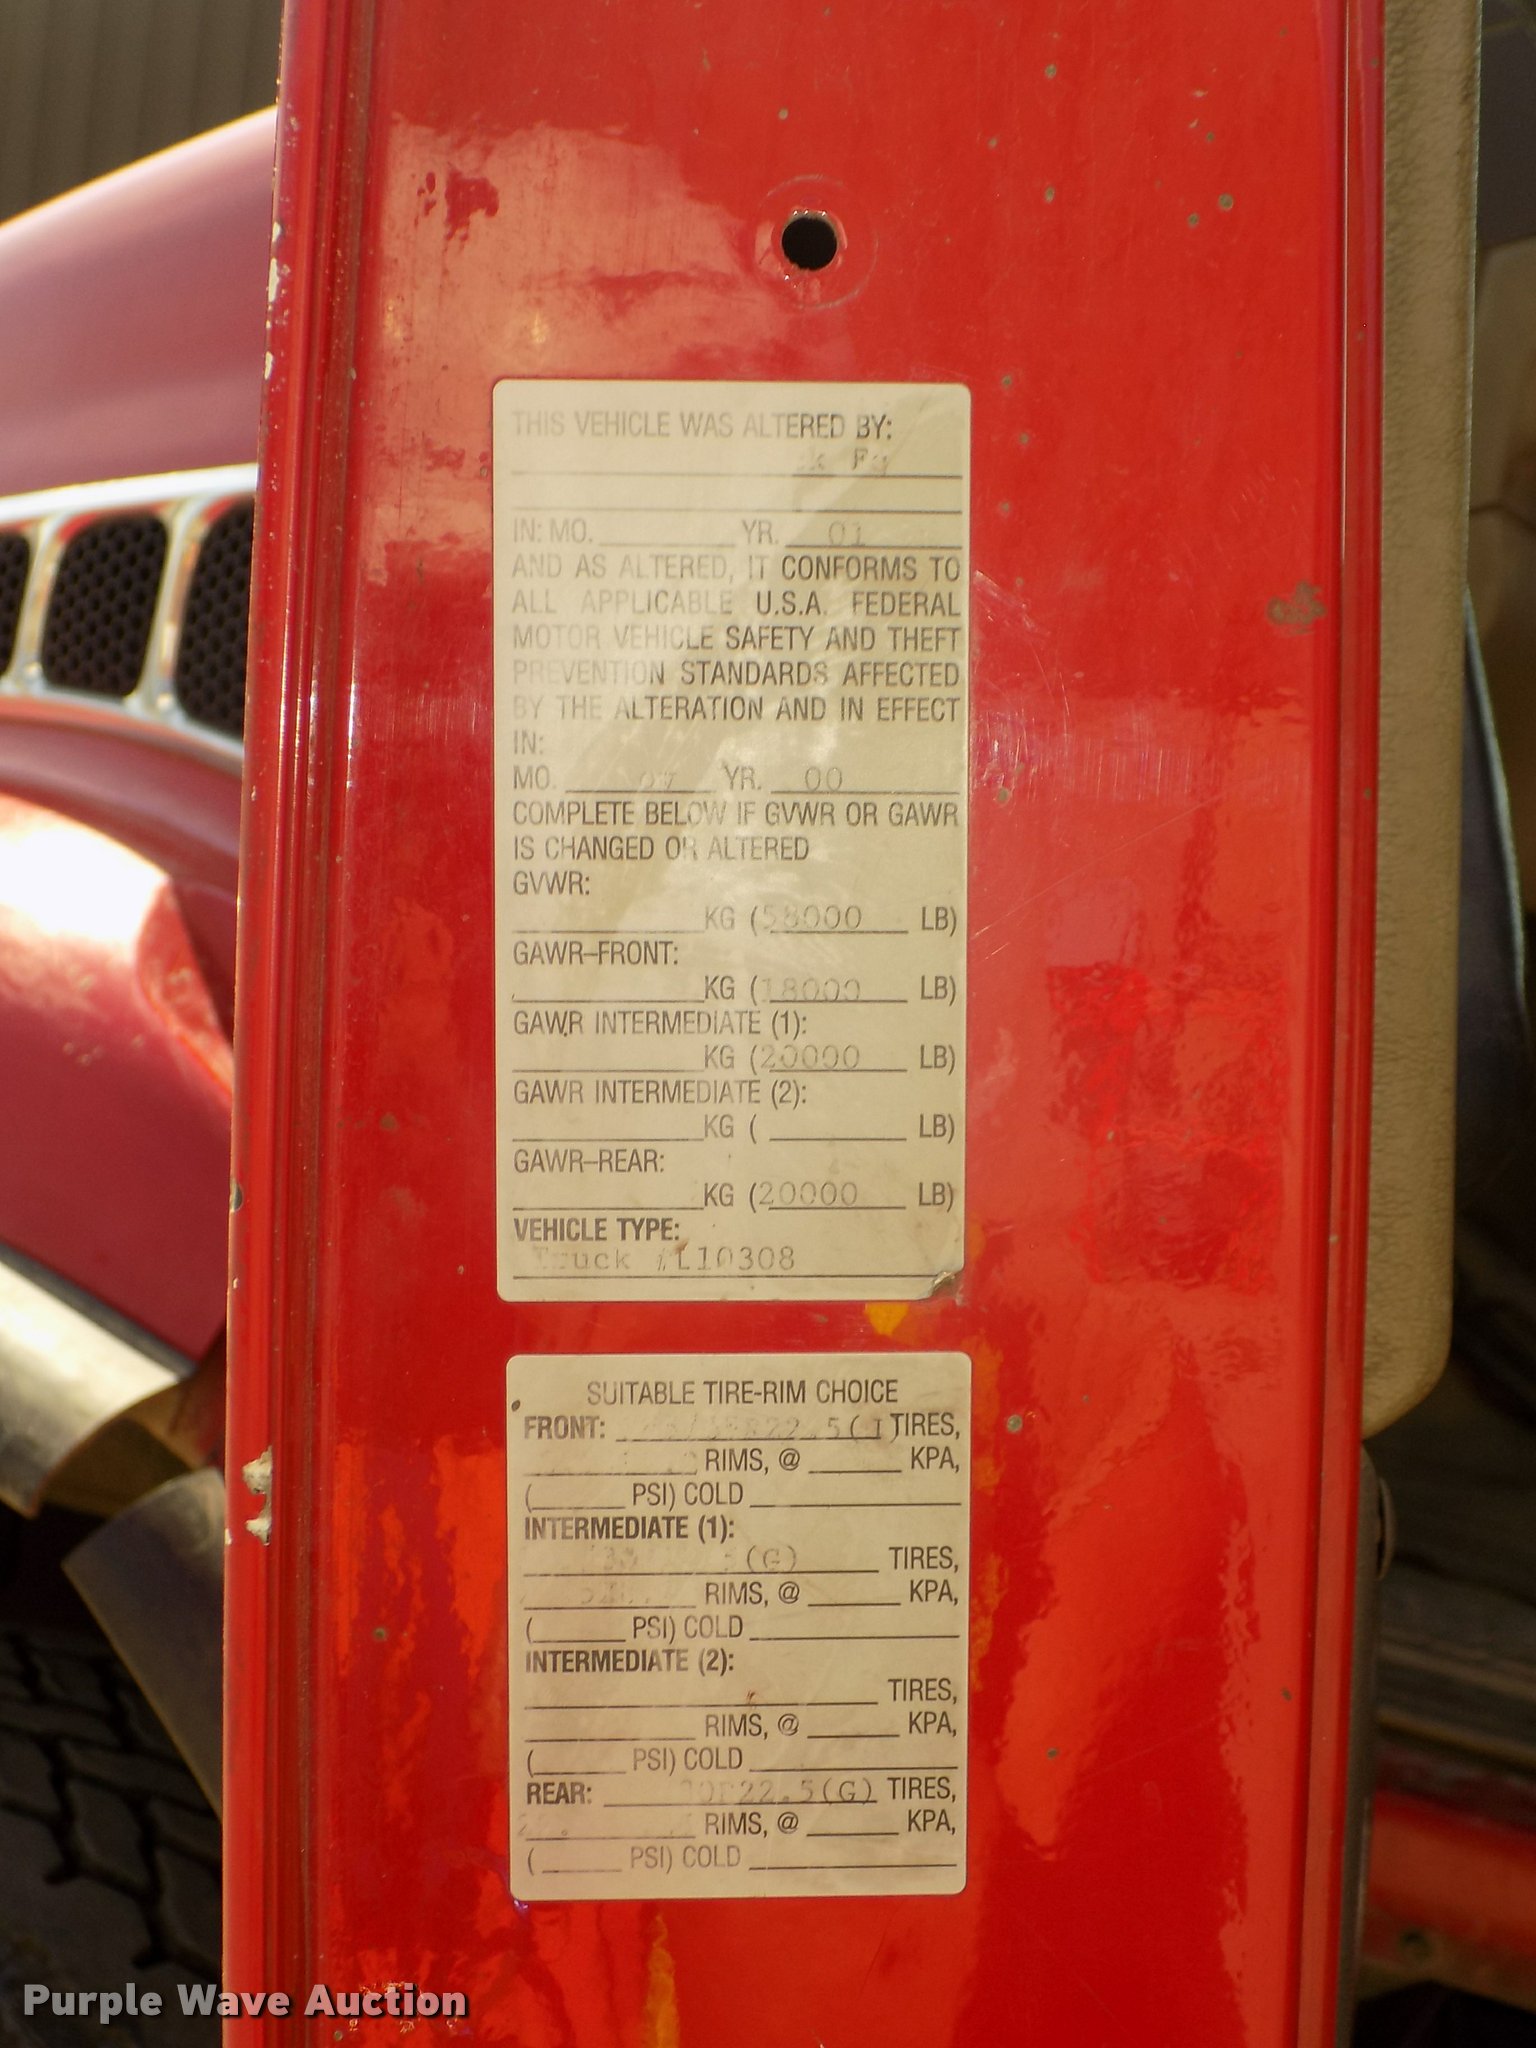 THIS VEHICLE WAS ALTERED BY:
IN: MO. YR. 01
AND AS ALTERED, IT CONFORMS TO
ALL APPLICABLE U.S.A. FEDERAL
MOTOR VEHICLE SAFETY AND THEFT
PREVENTION STANDARDS AFFECTED
BY THE ALTERATION AND IN EFFECT
IN:
MO. YR. 00
COMPLETE BELOW IF GVWR OR GAWR
IS CHANGED OR ALTERED
GVWR:
KG (58000 LB)
GAWR–FRONT:
KG (18000 LB)
GAWR INTERMEDIATE (1):
KG (20000 LB)
GAWR INTERMEDIATE (2):
KG ( LB)
GAWR–REAR:
KG (20000 LB)
VEHICLE TYPE:
Truck #L10308
SUITABLE TIRE-RIM CHOICE
FRONT: TIRES,
RIMS, @ KPA,
( PSI) COLD
INTERMEDIATE (1):
(G) TIRES,
RIMS, @ KPA,
( PSI) COLD
INTERMEDIATE (2):
TIRES,
RIMS, @ KPA,
( PSI) COLD
REAR: TIRES,
RIMS, @ KPA,
( PSI) COLD
Purple Wave Auction